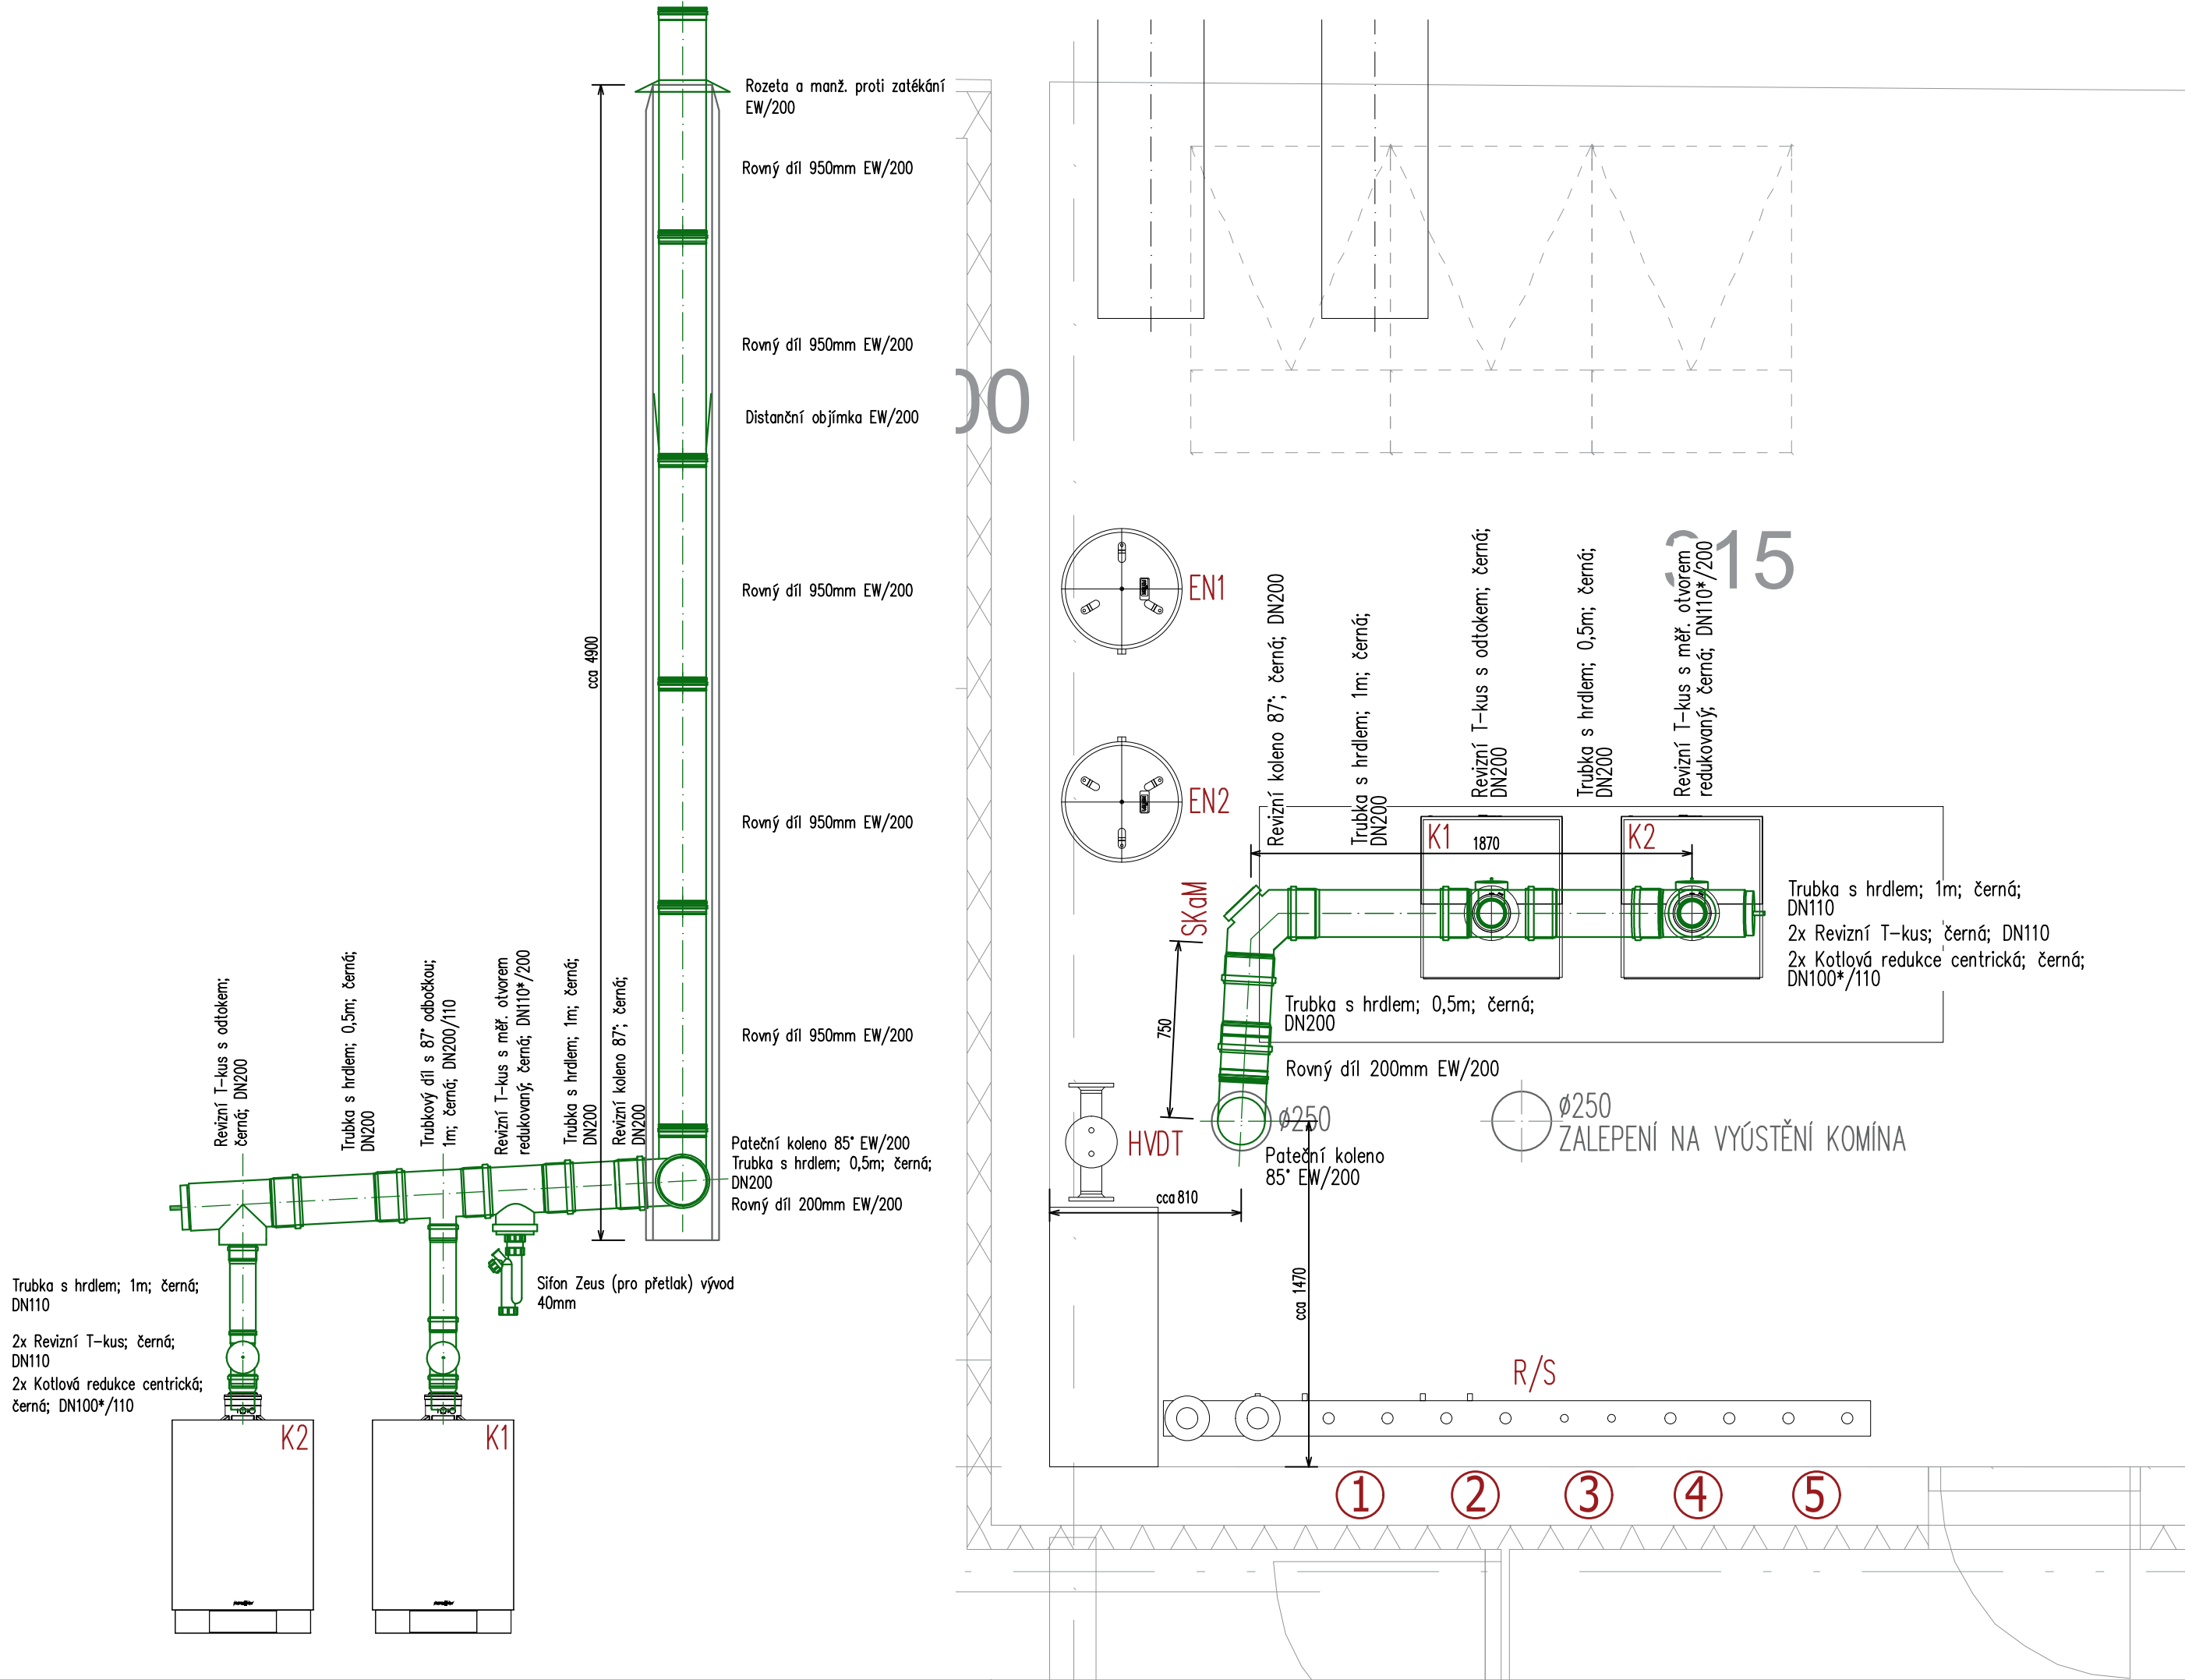 Rozeta a manž. proti zatékání
EW/200
Rovný díl 950mm EW/200
Rovný díl 950mm EW/200
Distanční objímka EW/200
Rovný díl 950mm EW/200
Rovný díl 950mm EW/200
Rovný díl 950mm EW/200
cca 4900
Revizní T-kus s odtokem;
černá; DN200
Trubka s hrdlem; 0,5m; černá;
DN200
Trubkový díl s 87° odbočkou;
1m; černá; DN200/110
Revizní T-kus s měř. otvorem
redukovaný; černá; DN110*/200
Trubka s hrdlem; 1m; černá;
DN200
Revizní koleno 87°; černá;
DN200
Pateční koleno 85° EW/200
Trubka s hrdlem; 0,5m; černá;
DN200
Rovný díl 200mm EW/200
Sifon Zeus (pro přetlak) vývod
40mm
Trubka s hrdlem; 1m; černá;
DN110
2x Revizní T-kus; černá;
DN110
2x Kotlová redukce centrická;
černá; DN100*/110
K2
K1
00
315
EN1
EN2
Revizní koleno 87°; černá; DN200
Trubka s hrdlem; 1m; černá;
DN200
Revizní T-kus s odtokem; černá;
DN200
Trubka s hrdlem; 0,5m; černá;
DN200
Revizní T-kus s měř. otvorem
redukovaný; černá; DN110*/200
K1
1870
K2
SKaM
750
Trubka s hrdlem; 1m; černá;
DN110
2x Revizní T-kus; černá; DN110
2x Kotlová redukce centrická; černá;
DN100*/110
Trubka s hrdlem; 0,5m; černá;
DN200
Rovný díl 200mm EW/200
ø250
ø250
ZALEPENÍ NA VYÚSTĚNÍ KOMÍNA
HVDT
Pateční koleno
85° EW/200
cca 810
cca 1470
R/S
1
2
3
4
5